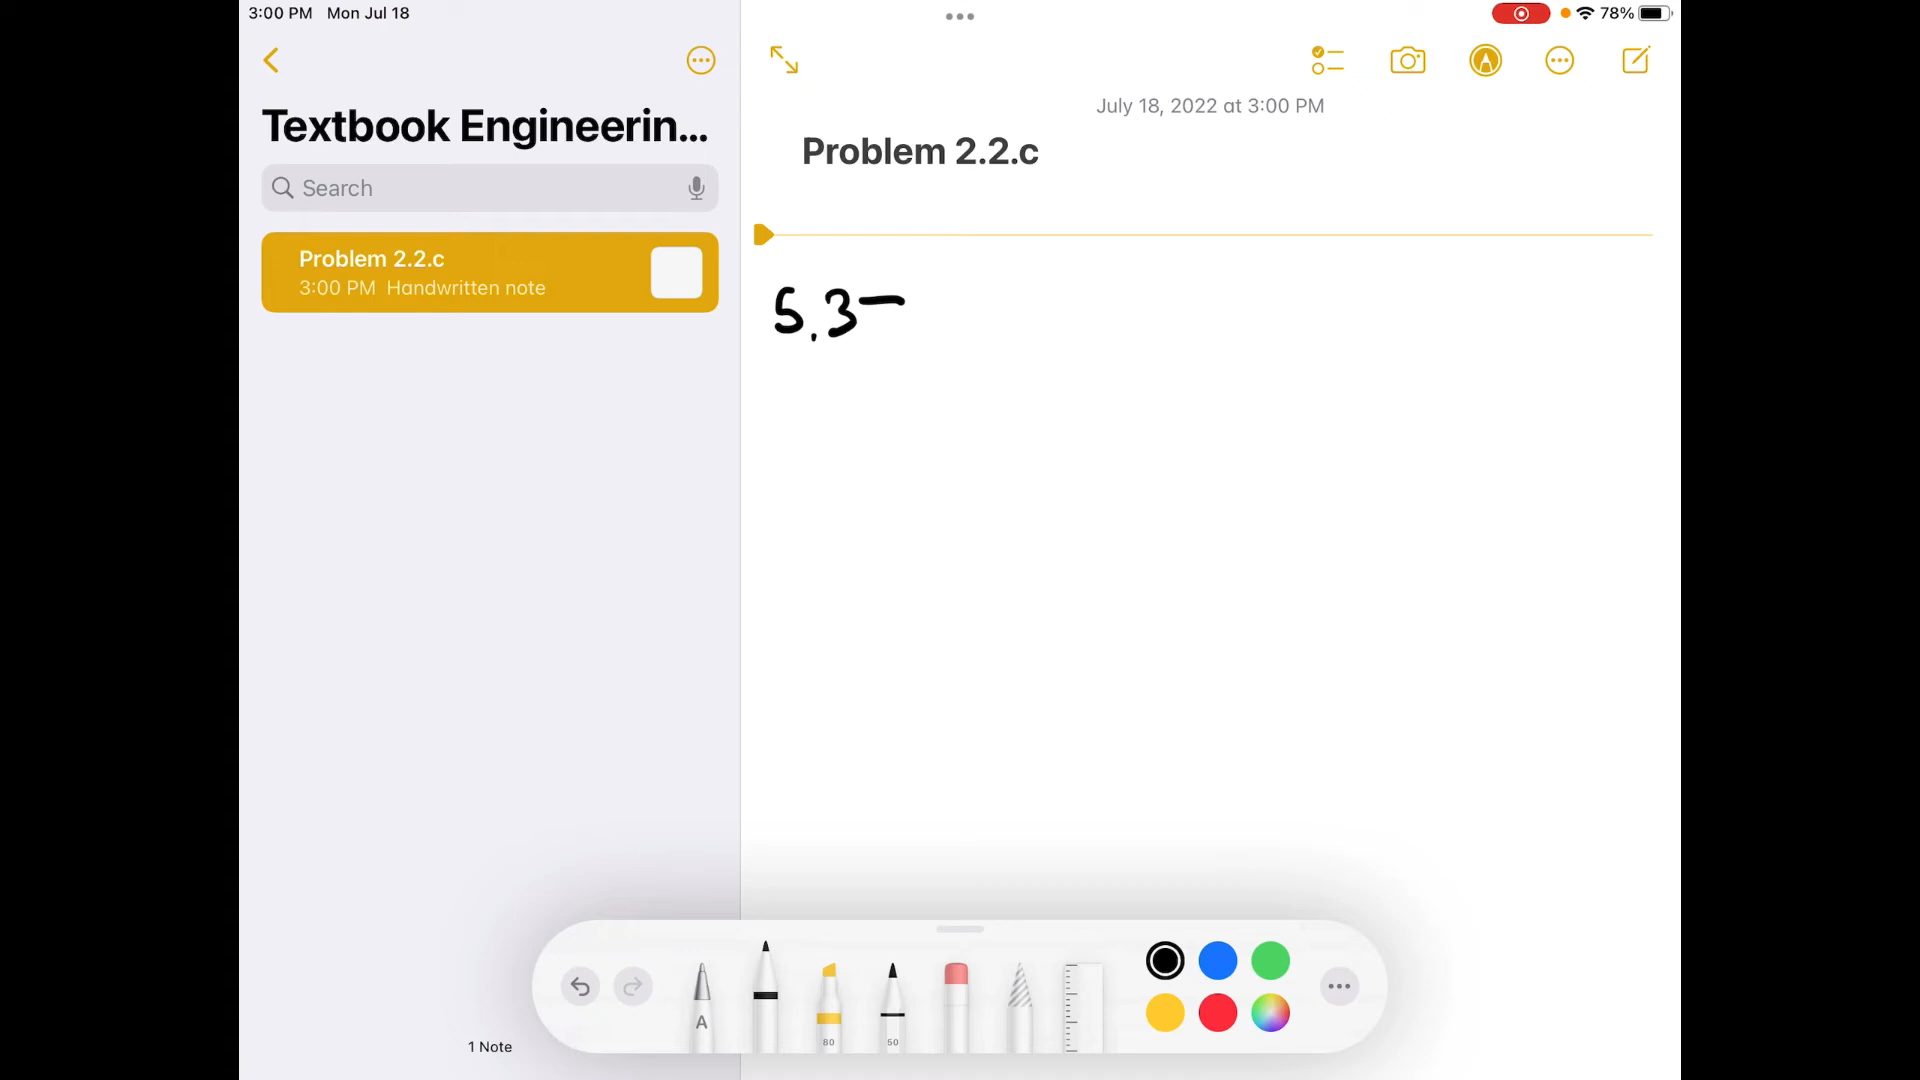 3:00 PM Mon Jul 18
78%
Textbook Engineerin...
Search
Problem 2.2.c
3:00 PM Handwritten note
1 Note
July 18, 2022 at 3:00 PM
Problem 2.2.c
5.3-
A
80
50